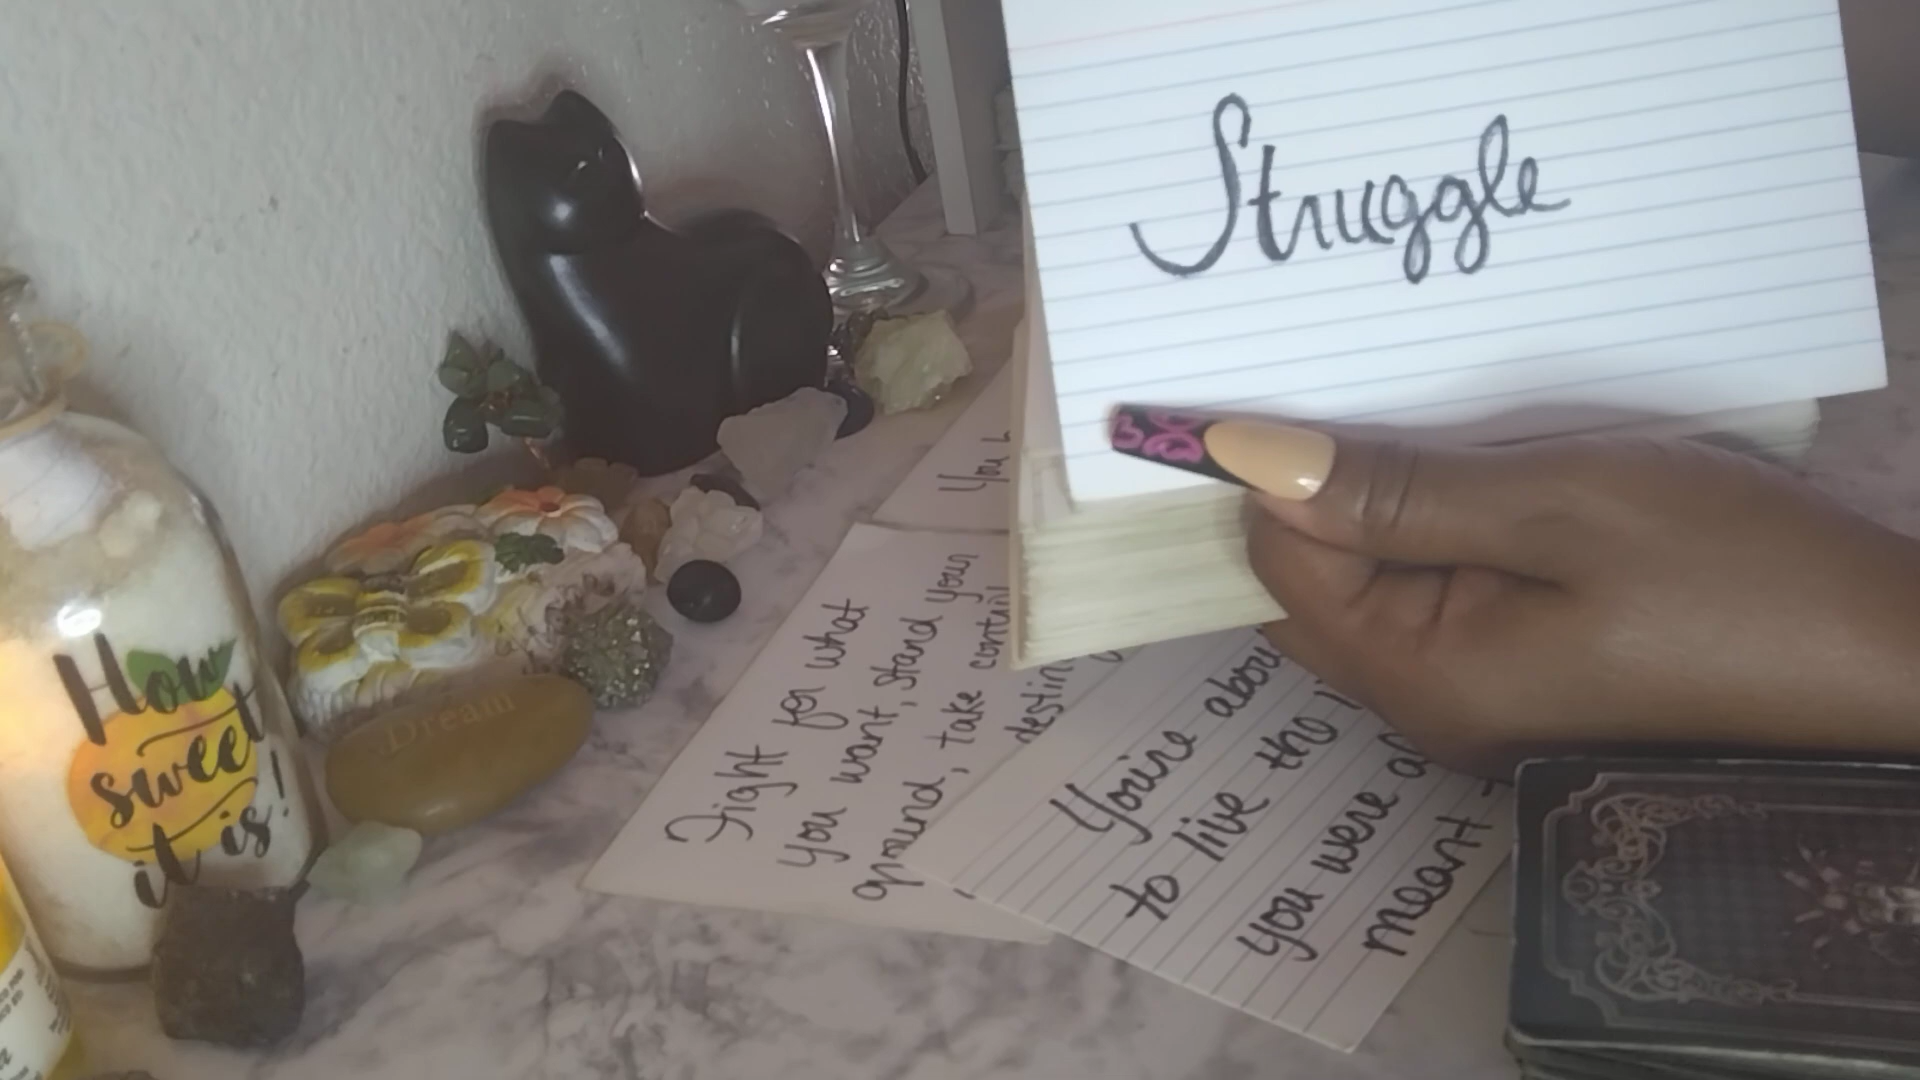 Struggle
You
Fight for what
you want, stand your
ground, take control
You're about
to live the
you were
meant
How
sweet
it is!
Dream